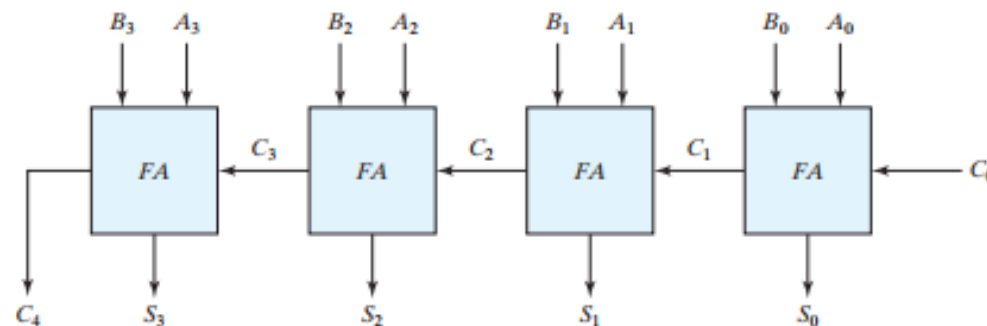 B3 A3 B2 A2 B1 A1 B0 A0
FA C3 FA C2 FA C1 FA
C4 S3 S2 S1 S0